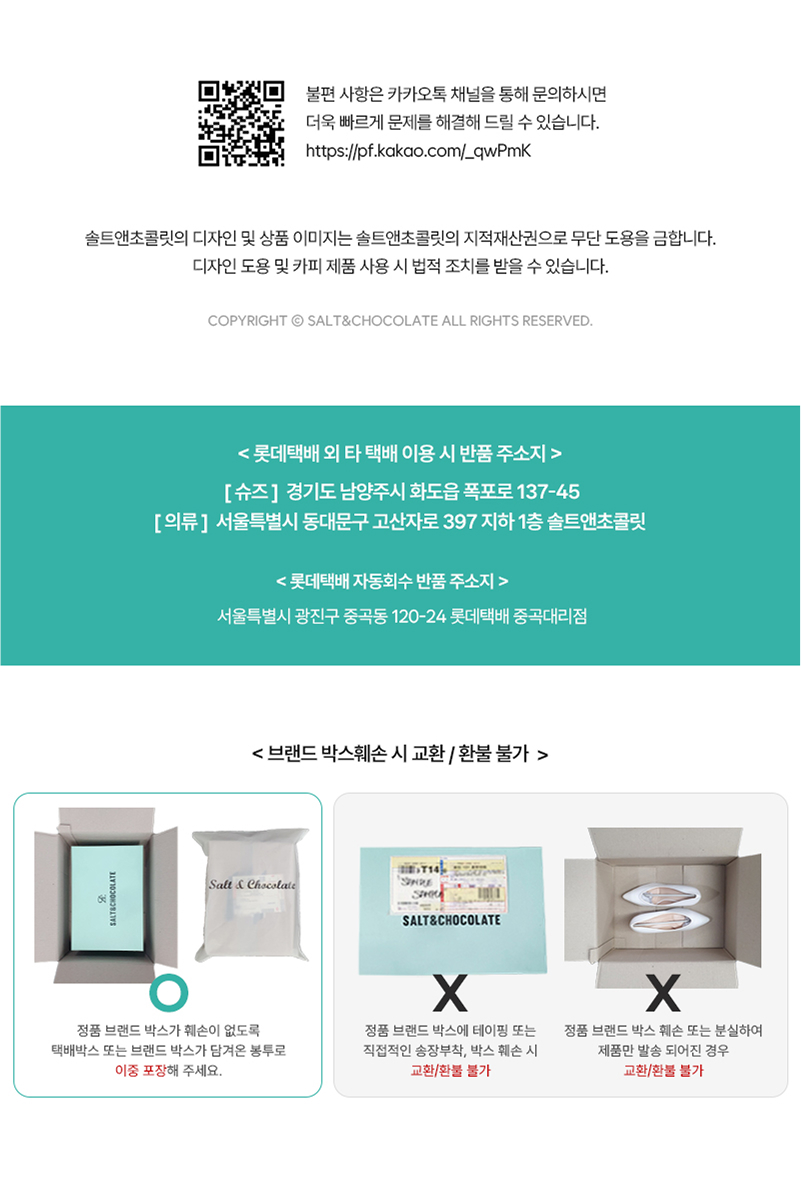 불편 사항은 카카오톡 채널을 통해 문의하시면
더욱 빠르게 문제를 해결해 드릴 수 있습니다.
https://pf.kakao.com/_qwPmK
솔트앤초콜릿의 디자인 및 상품 이미지는 솔트앤초콜릿의 지적재산권으로 무단 도용을 금합니다.
디자인 도용 및 카피 제품 사용 시 법적 조치를 받을 수 있습니다.
COPYRIGHT ⓒ SALT&CHOCOLATE ALL RIGHTS RESERVED.
< 롯데택배 외 타 택배 이용 시 반품 주소지 >
[ 슈즈 ] 경기도 남양주시 화도읍 폭포로 137-45
[ 의류 ] 서울특별시 동대문구 고산자로 397 지하 1층 솔트앤초콜릿
< 롯데택배 자동회수 반품 주소지 >
서울특별시 광진구 중곡동 120-24 롯데택배 중곡대리점
< 브랜드 박스훼손 시 교환 / 환불 불가 >
SALT&CHOCOLATE
Salt & Chocolate
정품 브랜드 박스가 훼손이 없도록
택배박스 또는 브랜드 박스가 담겨온 봉투로
이중 포장해 주세요.
T14
SAMPLE
SALT&CHOCOLATE
X
정품 브랜드 박스에 테이핑 또는
직접적인 송장부착, 박스 훼손 시
교환/환불 불가
X
정품 브랜드 박스 훼손 또는 분실하여
제품만 발송 되어진 경우
교환/환불 불가